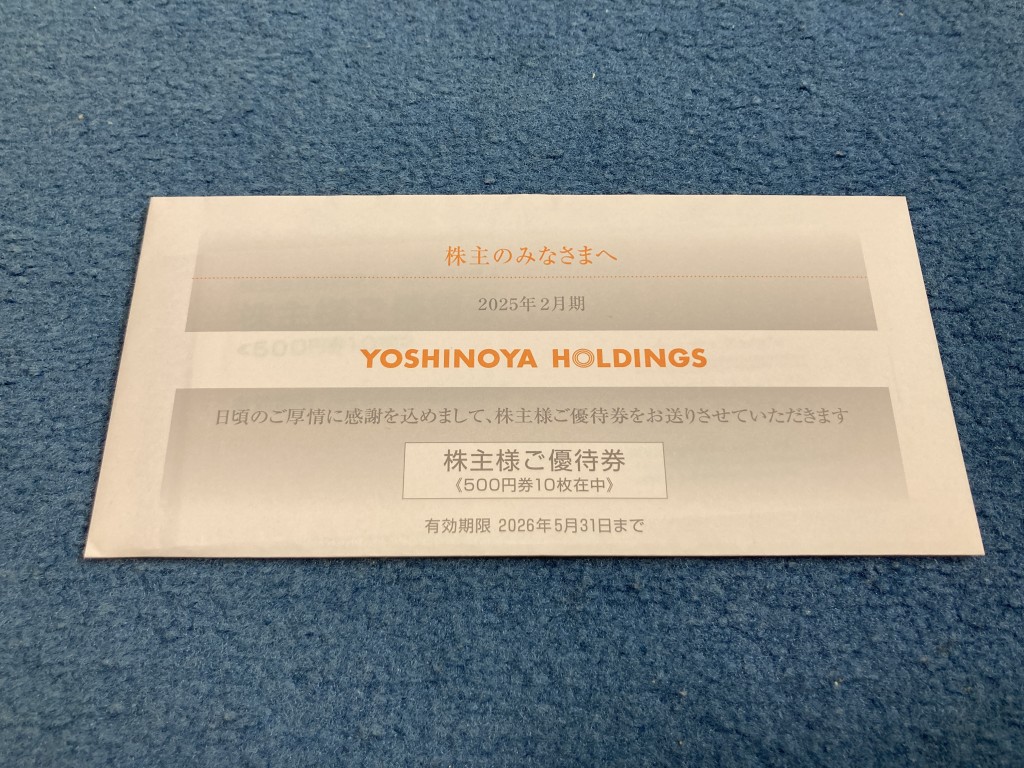 株主のみなさまへ
2025年2月期
YOSHINOYA HOLDINGS
日頃のご厚情に感謝を込めまして、株主様ご優待券をお送りさせていただきます
株主様ご優待券
《500円券10枚在中》
有効期限 2026年5月31日まで